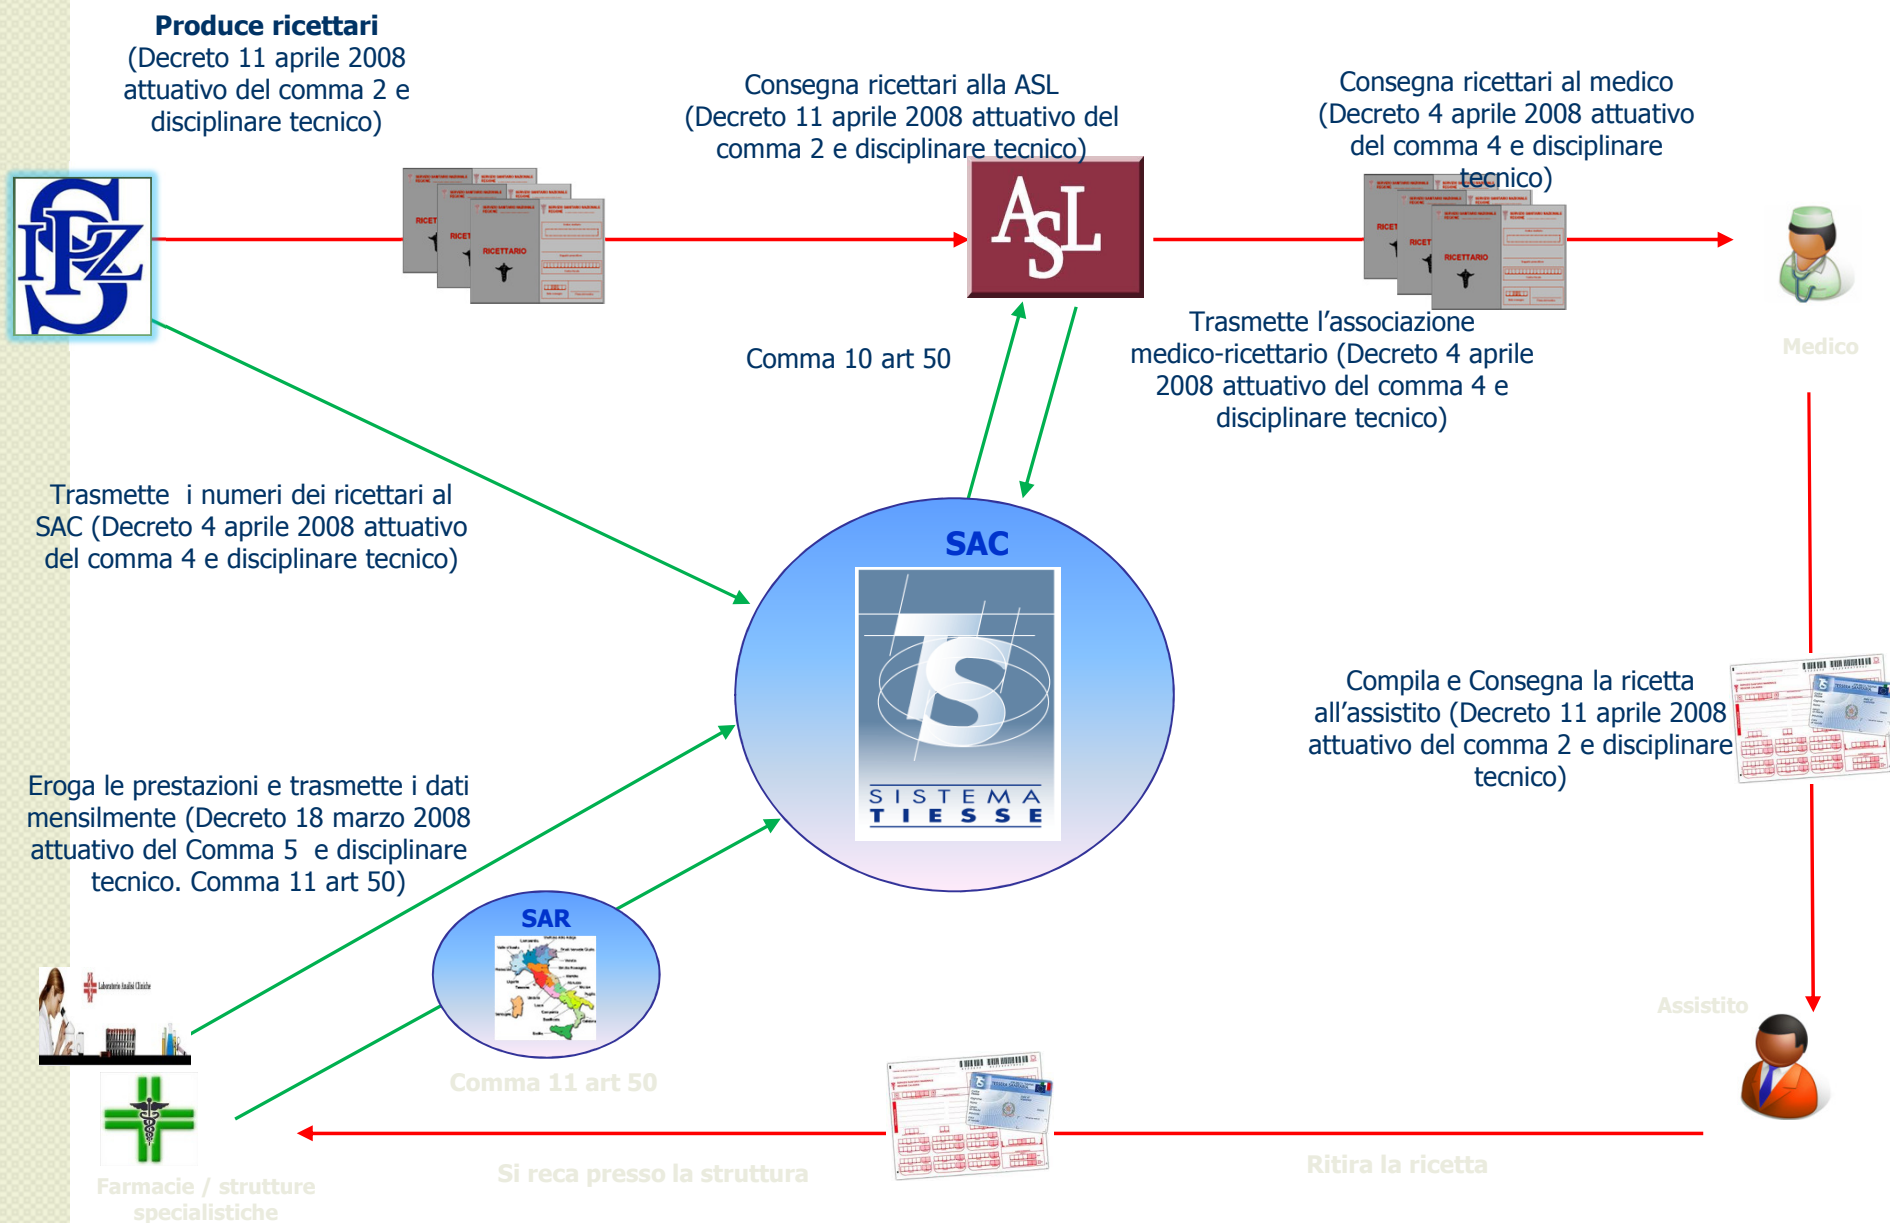 Produce ricettari
(Decreto 11 aprile 2008
attuativo del comma 2 e
disciplinare tecnico)
Consegna ricettari alla ASL
(Decreto 11 aprile 2008 attuativo del
comma 2 e disciplinare tecnico)
Consegna ricettari al medico
(Decreto 4 aprile 2008 attuativo
del comma 4 e disciplinare
tecnico)
RICETTARIO
ASL
RICETTARIO
Medico
Comma 10 art 50
Trasmette l’associazione
medico-ricettario (Decreto 4 aprile
2008 attuativo del comma 4 e
disciplinare tecnico)
Trasmette i numeri dei ricettari al
SAC (Decreto 4 aprile 2008 attuativo
del comma 4 e disciplinare tecnico)
SAC
TS
SISTEMA
TIESSE
Compila e Consegna la ricetta
all’assistito (Decreto 11 aprile 2008
attuativo del comma 2 e disciplinare
tecnico)
Eroga le prestazioni e trasmette i dati
mensilmente (Decreto 18 marzo 2008
attuativo del Comma 5 e disciplinare
tecnico. Comma 11 art 50)
SAR
Laboratorio Analisi Cliniche
Assistito
Comma 11 art 50
Si reca presso la struttura
Ritira la ricetta
Farmacie / strutture
specialistiche